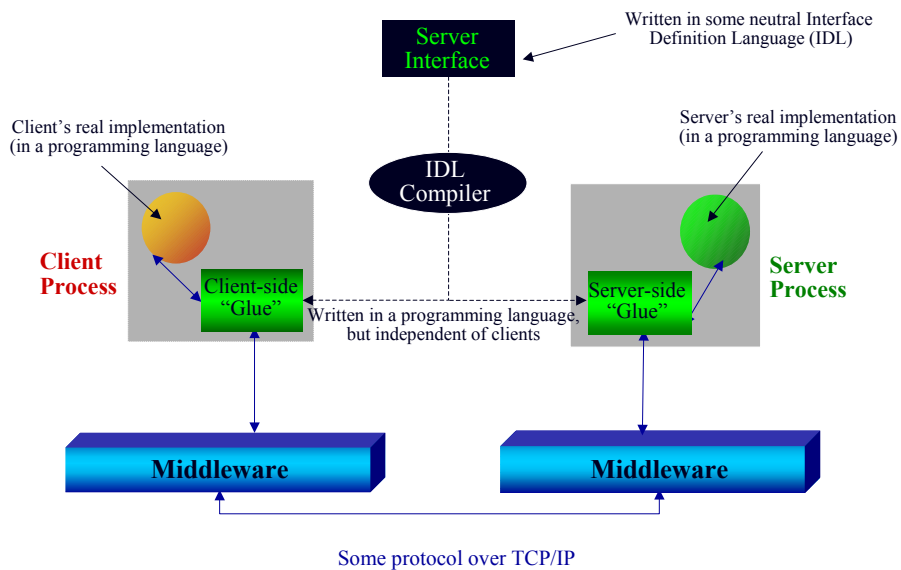 Server
Interface
Written in some neutral Interface
Definition Language (IDL)
Client’s real implementation
(in a programming language)
Server’s real implementation
(in a programming language)
IDL
Compiler
Client
Process
Client-side
“Glue”
Server-side
“Glue”
Server
Process
Written in a programming language,
but independent of clients
Middleware
Middleware
Some protocol over TCP/IP